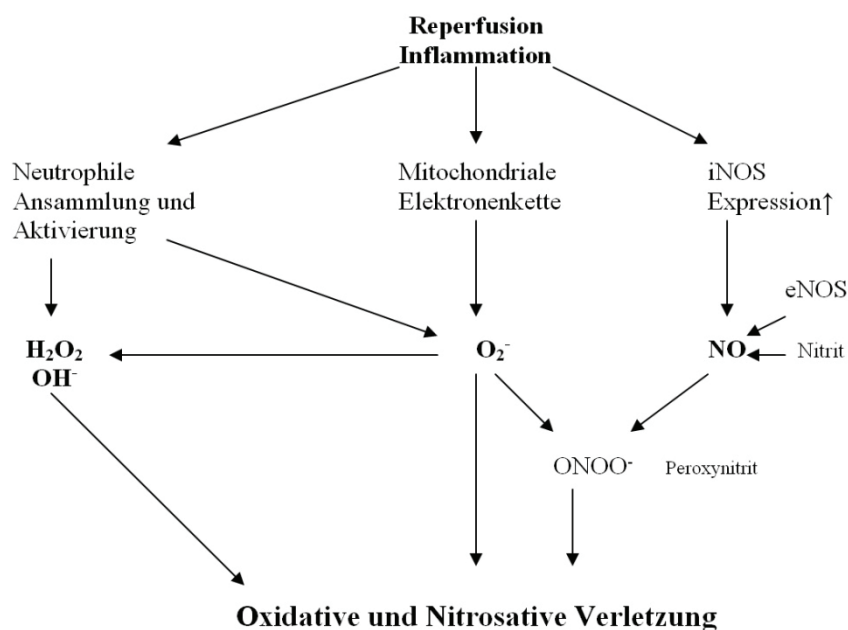 Reperfusion
Inflammation
Neutrophile
Ansammlung und
Aktivierung
Mitochondriale
Elektronenkette
iNOS
Expression↑
eNOS
H₂O₂
OH⁻
O₂⁻
NO
Nitrit
ONOO⁻
Peroxynitrit
Oxidative und Nitrosative Verletzung